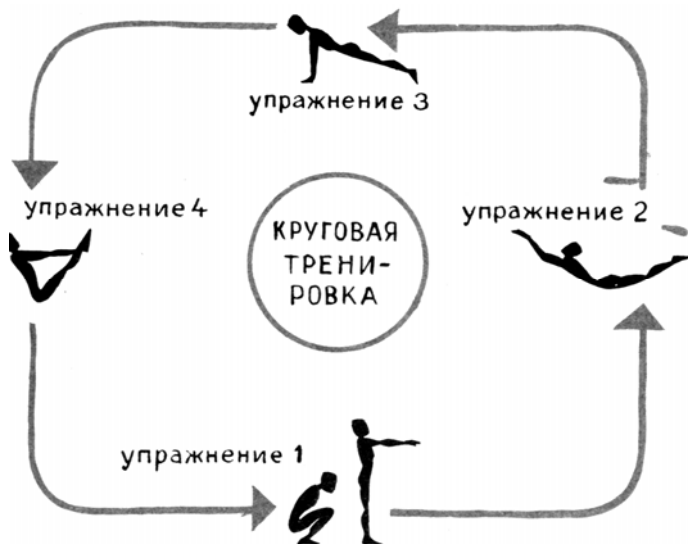 упражнение 3
упражнение 4
упражнение 2
КРУГОВАЯ
ТРЕНИ-
РОВКА
упражнение 1